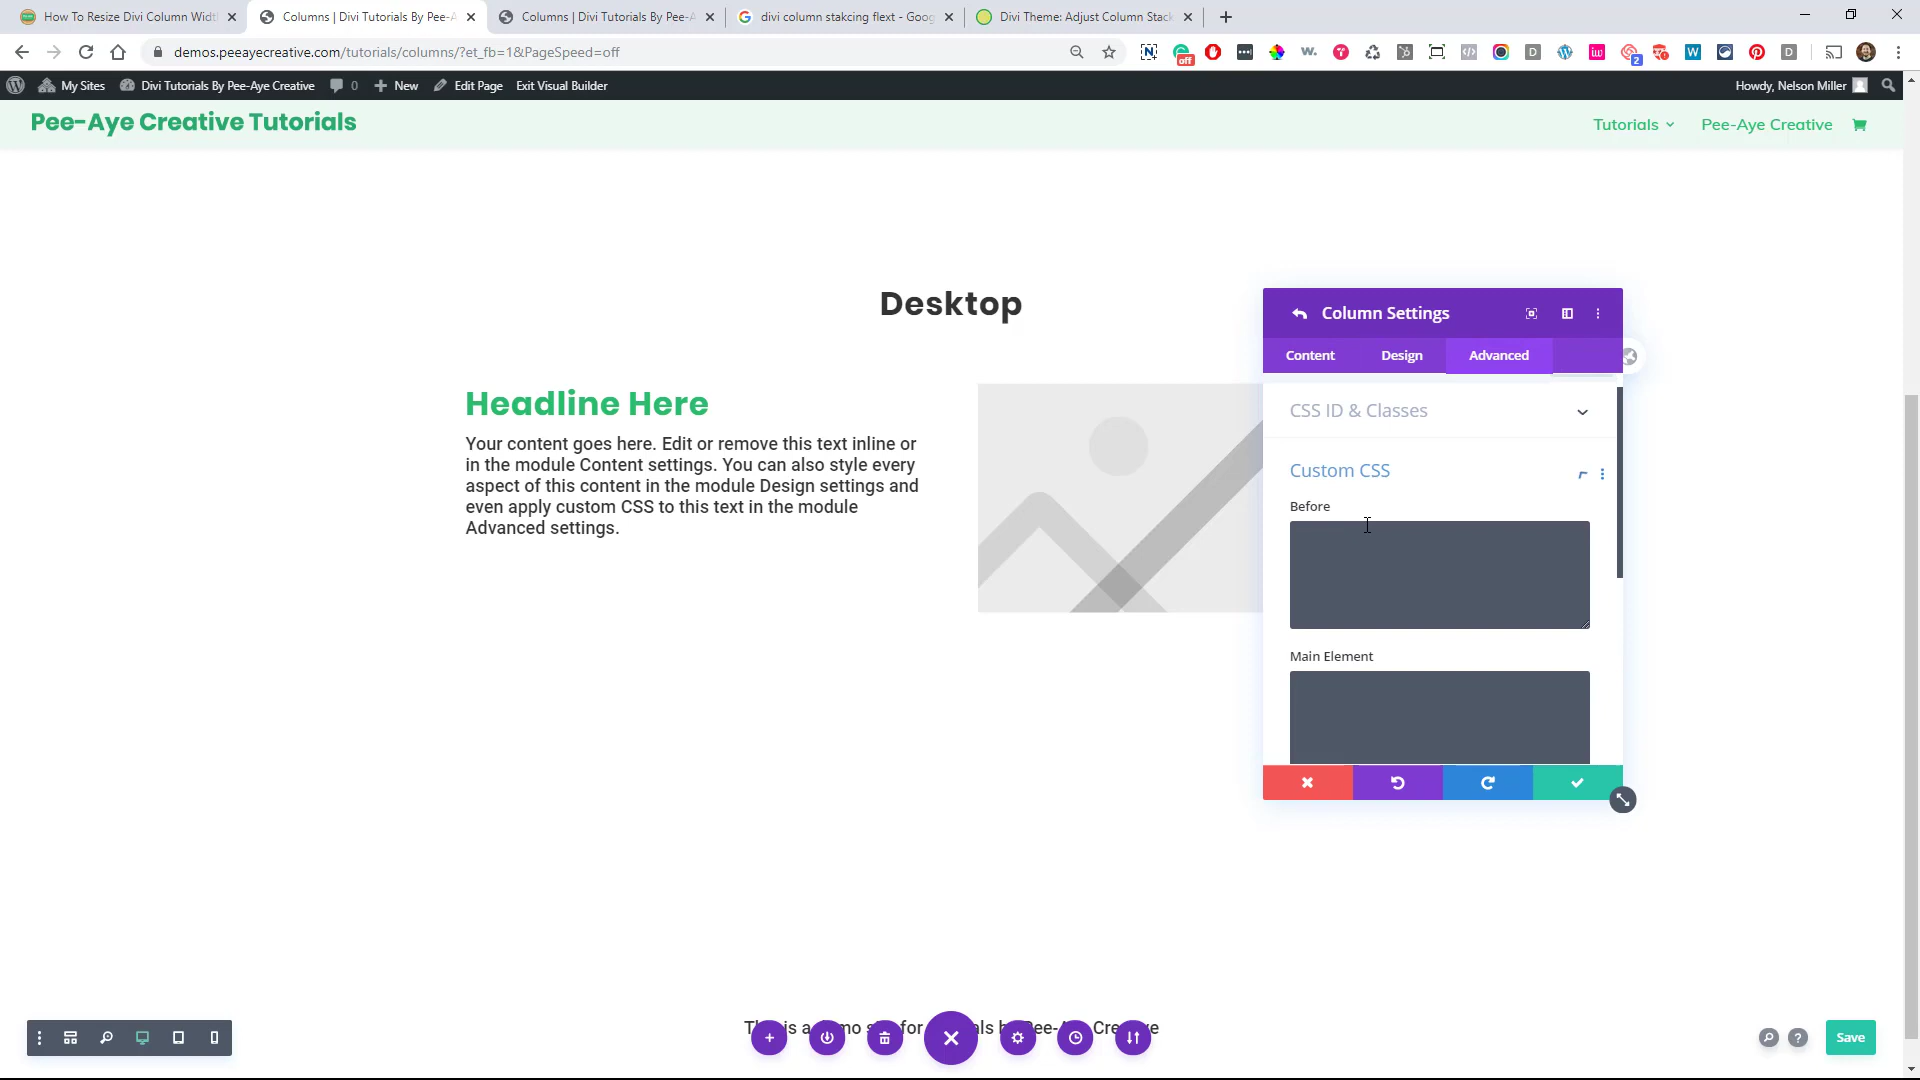 How To Resize Divi Column Widt
Columns | Divi Tutorials By Pee-A
Columns | Divi Tutorials By Pee-A
divi column stakcing flext - Goog
Divi Theme: Adjust Column Stack
demos.peeayecreative.com/tutorials/columns/?et_fb=1&PageSpeed=off
off
2
My Sites
Divi Tutorials By Pee-Aye Creative
0
New
Edit Page
Exit Visual Builder
Howdy, Nelson Miller
Pee-Aye Creative Tutorials
Tutorials
Pee-Aye Creative
Desktop
Headline Here
Your content goes here. Edit or remove this text inline or
in the module Content settings. You can also style every
aspect of this content in the module Design settings and
even apply custom CSS to this text in the module
Advanced settings.
Column Settings
Content
Design
Advanced
CSS ID & Classes
Custom CSS
Before
Main Element
Save